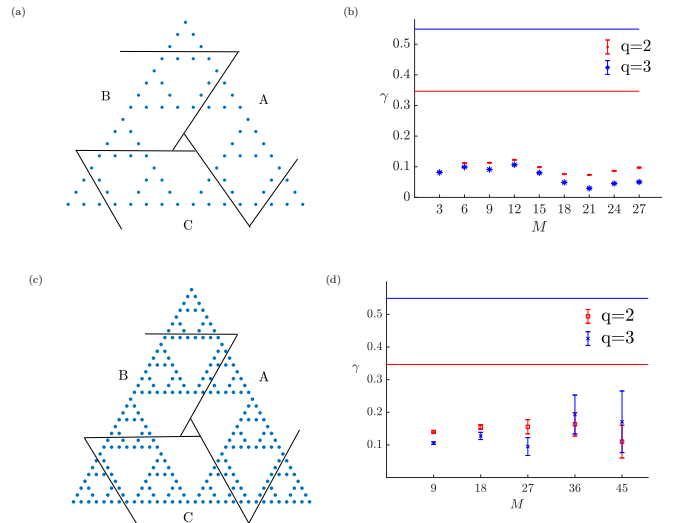 (a)
B
A
C
(b)
0.5
0.4
γ
0.3
0.2
0.1
0
3 6 9 12 15 18 21 24 27
M
q=2
q=3
(c)
B
A
C
(d)
0.5
0.4
γ
0.3
0.2
0.1
9 18 27 36 45
M
q=2
q=3